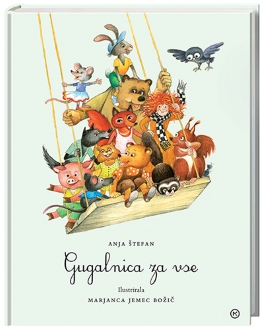 ANJA ŠTEFAN
Gugalnica za vse
Ilustrirala
MARJANCA JEMEC BOŽIČ